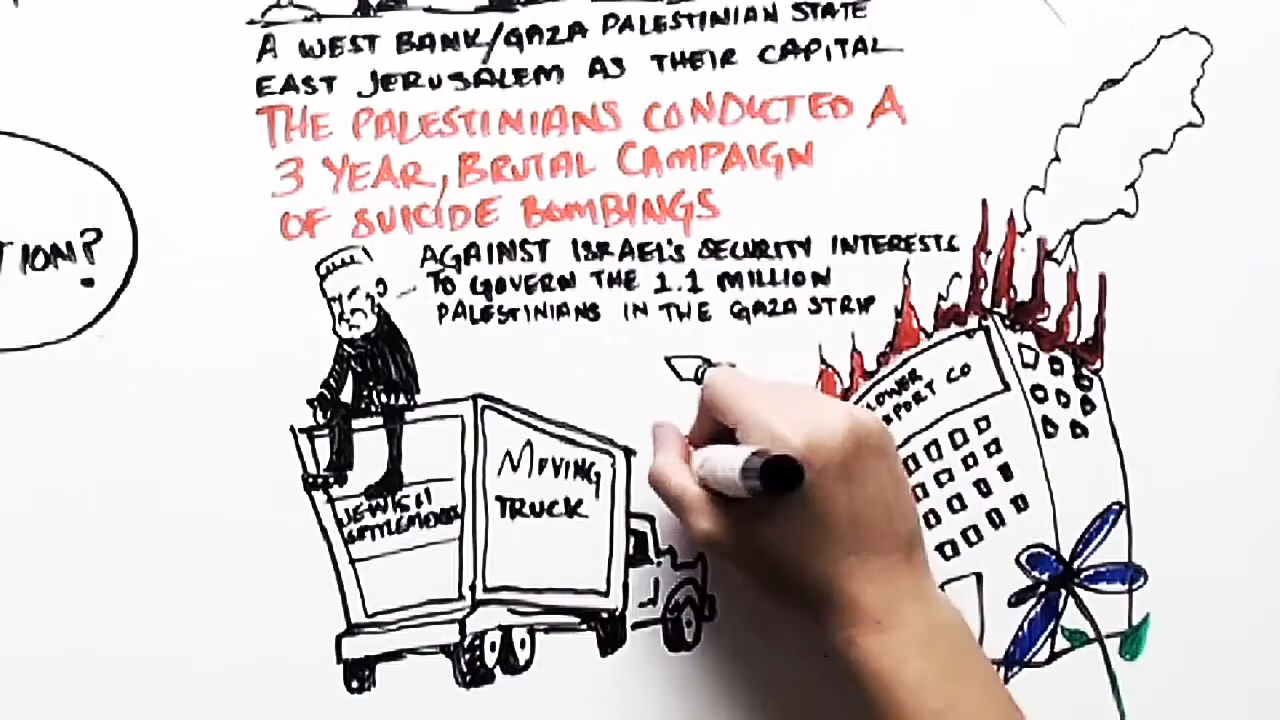 A WEST BANK/GAZA PALESTINIAN STATE
EAST JERUSALEM AS THEIR CAPITAL
THE PALESTINIANS CONDUCTED A
3 YEAR, BRUTAL CAMPAIGN
OF SUICIDE BOMBINGS
TION?
AGAINST ISRAEL'S SECURITY INTERESTS
TO GOVERN THE 1.1 MILLION
PALESTINIANS IN THE GAZA STRIP
LOWER
PORT CO
MOVING
TRUCK
JEWISH